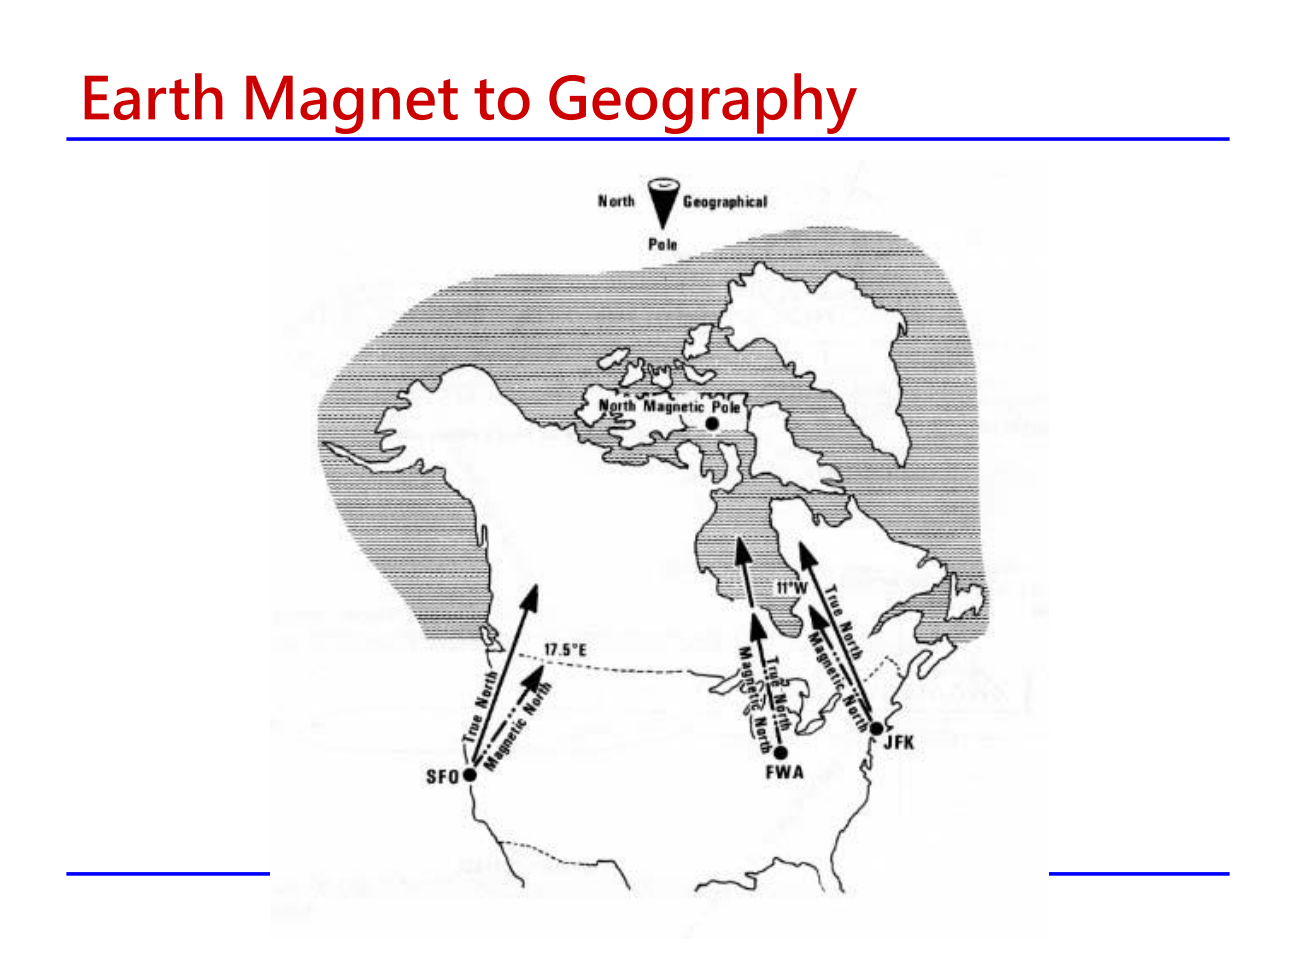 Earth Magnet to Geography
North Geographical
Pole
North Magnetic Pole
11°W
True North
Magnetic North
17.5°E
True North
Magnetic North
True North
Magnetic North
SFO
FWA
JFK